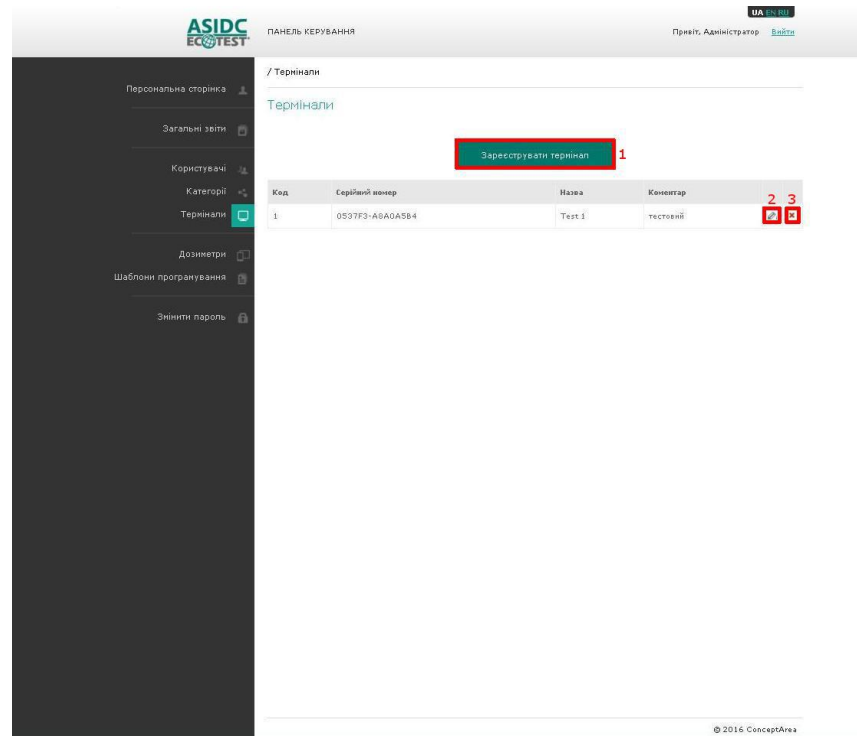 UA EN RU
ASIDC
ECOTEST
ПАНЕЛЬ КЕРУВАННЯ
Привіт, Адміністратор Вийти
/ Термінали
Персональна сторінка
Загальні звіти
Користувачі
Категорії
Термінали
Дозиметри
Шаблони програмування
Змінити пароль
Термінали
Зареєструвати термінал 1
Код Серійний номер Назва Коментар 2 3
1 0537F3-A8A0A5B4 Test 1 тестовий
© 2016 ConceptArea